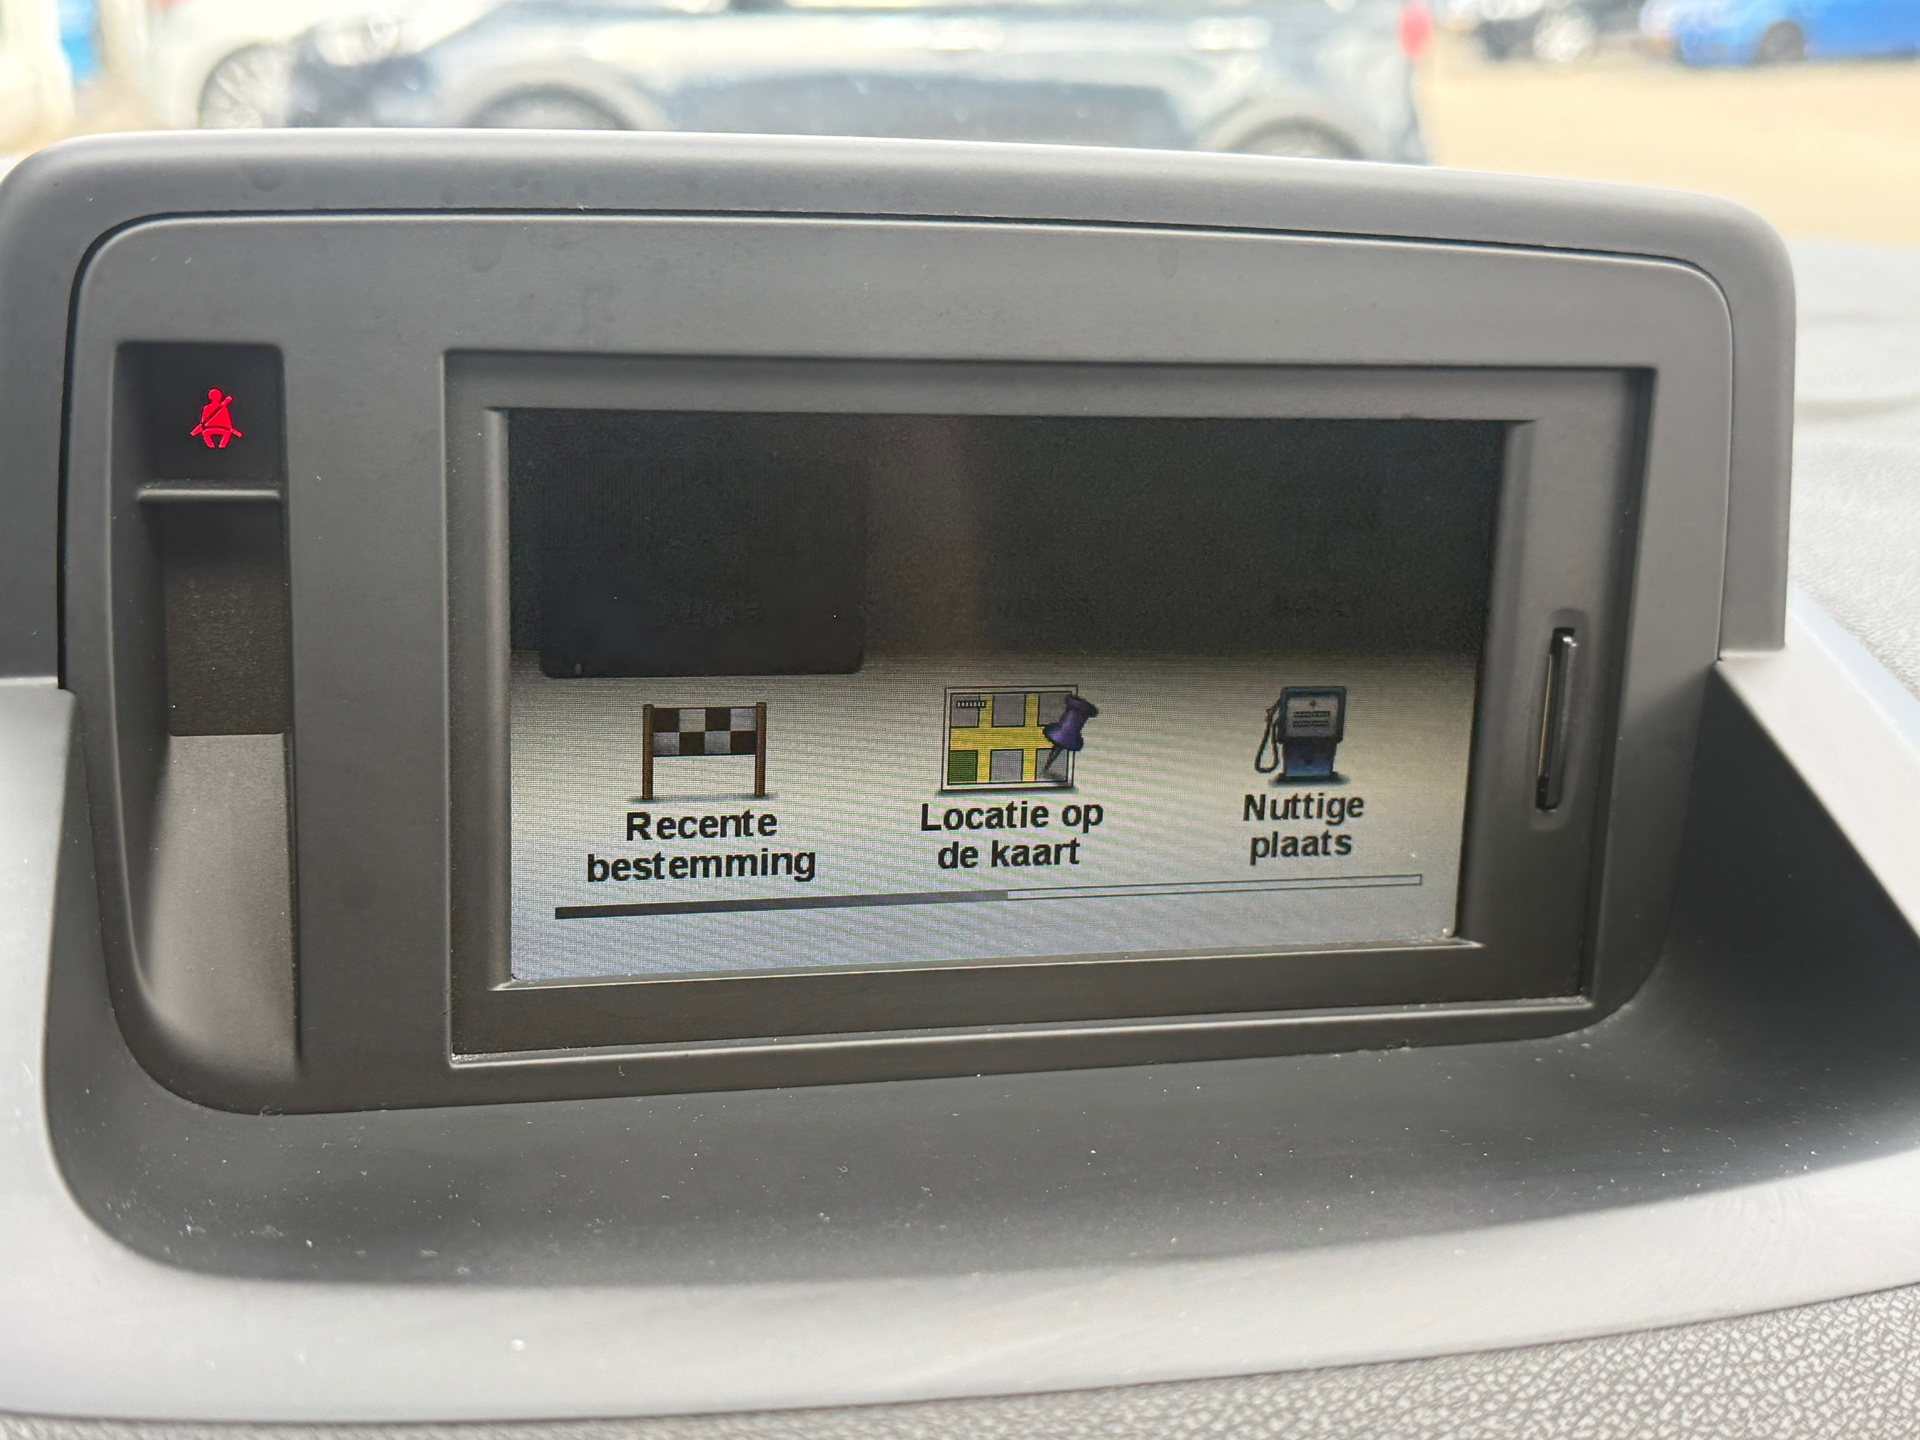 Recente
bestemming
Locatie op
de kaart
Nuttige
plaats